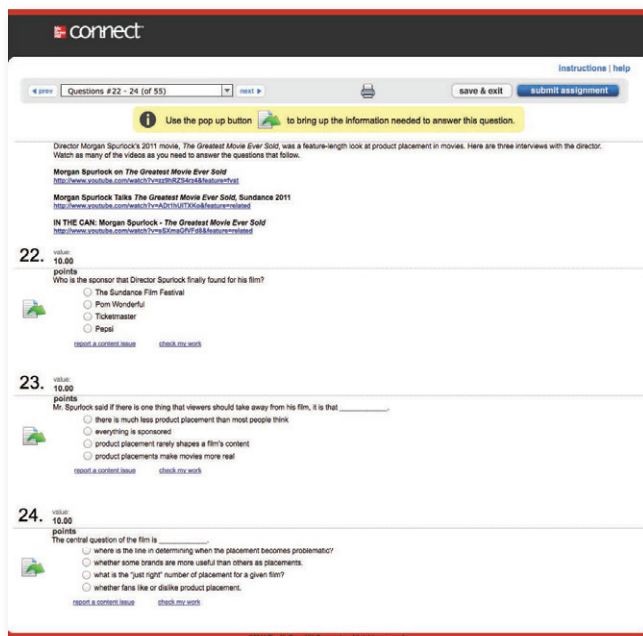 connect
instructions | help
prev Questions #22 - 24 (of 55) next save & exit submit assignment
Use the pop up button to bring up the information needed to answer this question.
Director Morgan Spurlock's 2011 movie, The Greatest Movie Ever Sold, was a feature-length look at product placement in movies. Here are three interviews with the director.
Watch as many of the videos as you need to answer the questions that follow.
Morgan Spurlock on The Greatest Movie Ever Sold
Morgan Spurlock Talks The Greatest Movie Ever Sold, Sundance 2011
IN THE CAN: Morgan Spurlock - The Greatest Movie Ever Sold
22. value:
10.00
points
Who is the sponsor that Director Spurlock finally found for his film?
The Sundance Film Festival
Pom Wonderful
Ticketmaster
Pepsi
report a content issue check my work
23. value:
10.00
points
Mr. Spurlock said if there is one thing that viewers should take away from his film, it is that ____________.
there is much less product placement than most people think
everything is sponsored
product placement rarely shapes a film's content
product placements make movies more real
report a content issue check my work
24. value:
10.00
points
The central question of the film is ____________.
where is the line in determining when the placement becomes problematic?
whether some brands are more useful than others as placements.
what is the "just right" number of placement for a given film?
whether fans like or dislike product placement.
report a content issue check my work